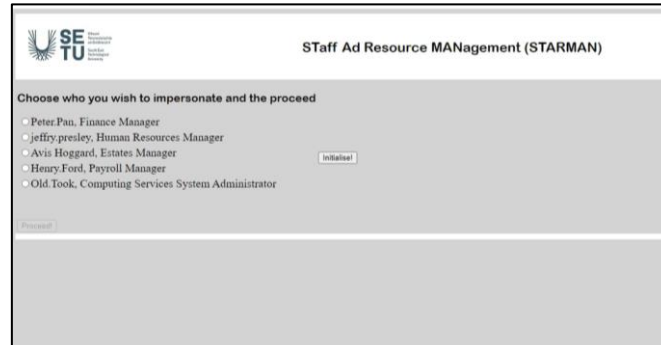 SE
TU
STaff Ad Resource MANagement (STARMAN)
Choose who you wish to impersonate and the proceed
Peter.Pan, Finance Manager
jeffry.presley, Human Resources Manager
Avis Hoggard, Estates Manager
Henry.Ford, Payroll Manager
Old.Took, Computing Services System Administrator
Initialise!
Proceed!